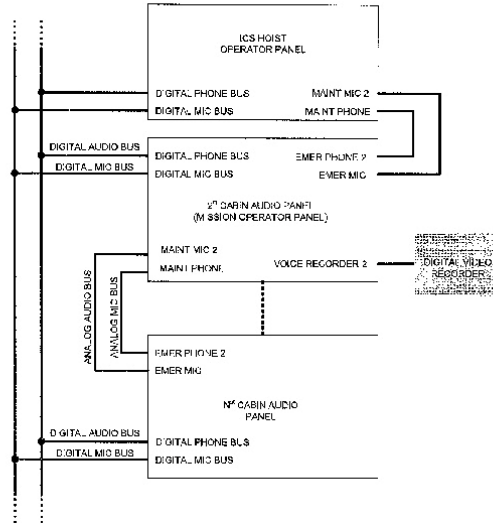 ICS HOIST
OPERATOR PANEL
DIGITAL PHONE BUS
MAINT MIC 2
DIGITAL MIC BUS
MAINT PHONE
DIGITAL AUDIO BUS
DIGITAL PHONE BUS
EMER PHONE 2
DIGITAL MIC BUS
DIGITAL MIC BUS
EMER MIC
CABIN AUDIO PANEL
(MISSION OPERATOR PANEL)
MAINT MIC 2
MAINT PHONE
VOICE RECORDER 2
DIGITAL VIDEO
RECORDER
ANALOG AUDIO BUS
ANALOG MIC BUS
EMER PHONE 2
EMER MIC
CABIN AUDIO
PANEL
DIGITAL AUDIO BUS
DIGITAL PHONE BUS
DIGITAL MIC BUS
DIGITAL MIC BUS